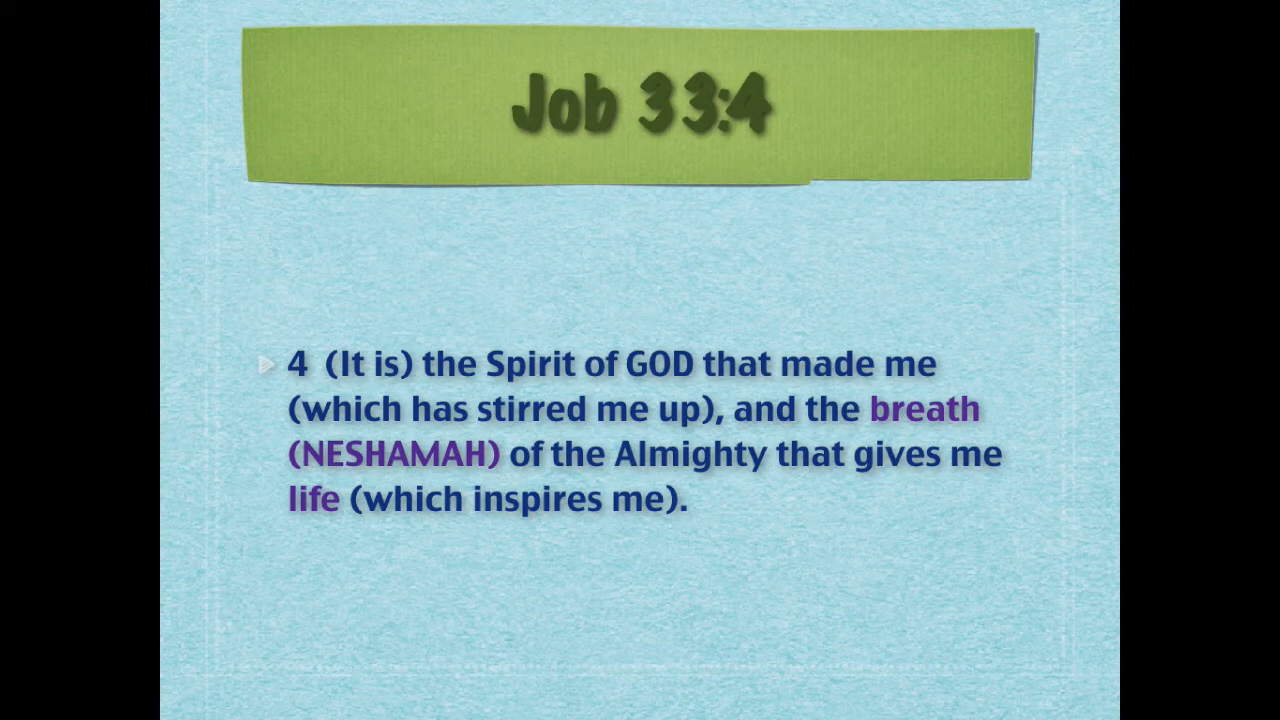 Job 33:4
4 (It is) the Spirit of GOD that made me
(which has stirred me up), and the breath
(NESHAMAH) of the Almighty that gives me
life (which inspires me).